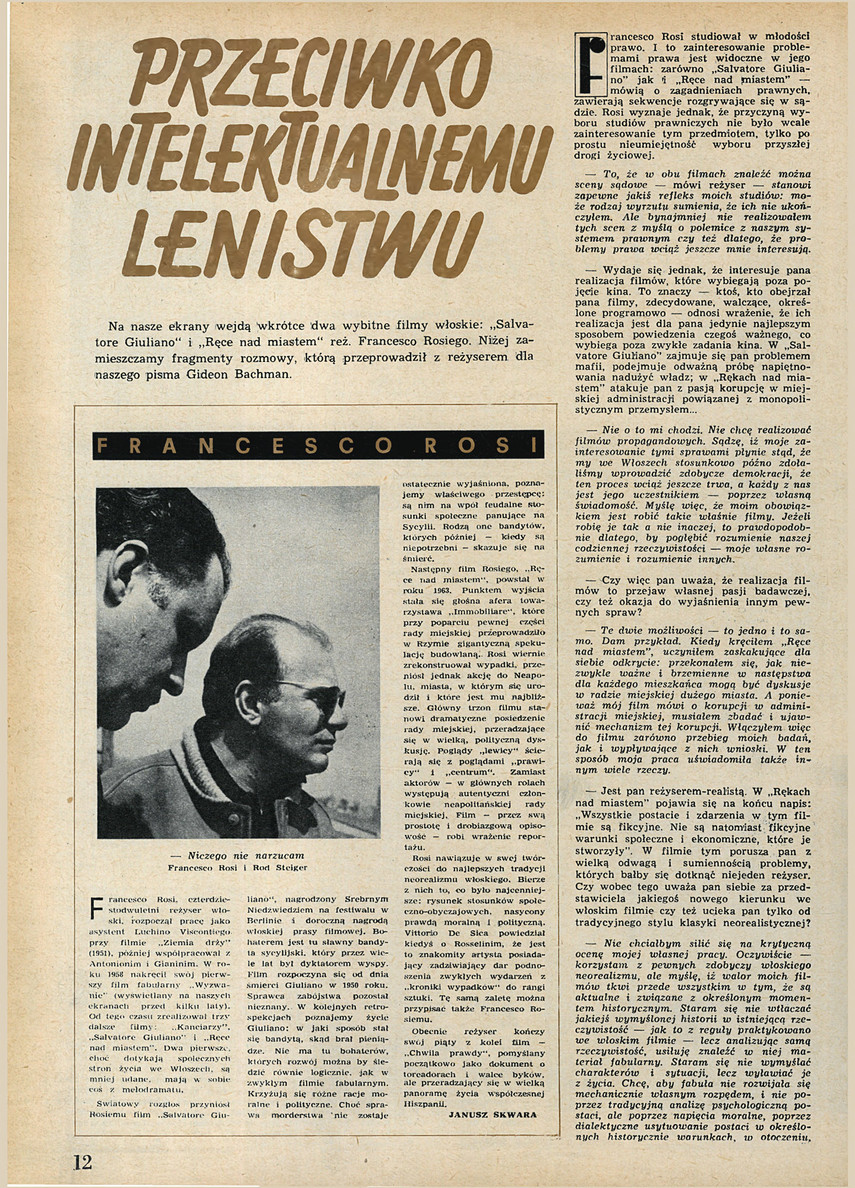 PRZECIWKO
INTELEKTUALNEMU
LENISTWU
Na nasze ekrany wejdą wkrótce dwa wybitne filmy włoskie: „Salva-
tore Giuliano" i „Ręce nad miastem" reż. Francesco Rosiego. Niżej za-
mieszczamy fragmenty rozmowy, którą przeprowadził z reżyserem dla
naszego pisma Gideon Bachman.
FRANCESCO ROSI
— Niczego nie narzucam
Francesco Rosi i Rod Steiger
Francesco Rosi, czterdzie-
stodwuletni reżyser wło-
ski, rozpoczął pracę jako
asystent Luchino Viscontiego
przy filmie „Ziemia drży"
(1951), później współpracował z
Antonionim i Gianinim. W ro-
ku 1958 nakręcił swój pierw-
szy film fabularny „Wyzwa-
nie" (wyświetlany na naszych
ekranach przed kilku laty).
Od tego czasu zrealizował trzy
dalsze filmy: „Kanciarzy",
„Salvatore Giuliano" i „Ręce
nad miastem". Dwa pierwsze,
choć dotykają społecznych
stron życia we Włoszech, są
mniej udane, mają w sobie
coś z melodramatu.
Światowy rozgłos przyniósł
Rosiemu film „Salvatore Giu-
liano", nagrodzony Srebrnym
Niedźwiedziem na festiwalu w
Berlinie i doroczną nagrodą
włoskiej prasy filmowej. Bo-
haterem jest tu sławny bandy-
ta sycylijski, który przez wie-
le lat był dyktatorem wyspy.
Film rozpoczyna się od dnia
śmierci Giuliano w 1950 roku.
Sprawca zabójstwa pozostał
nieznany. W kolejnych retro-
spekcjach poznajemy życie
Giuliano: w jaki sposób stał
się bandytą, skąd brał pienią-
dze. Nie ma tu bohaterów,
których rozwój można by śle-
dzić równie logicznie, jak w
zwykłym filmie fabularnym.
Krzyżują się różne racje mo-
ralne i polityczne. Choć spra-
wa morderstwa nie zostaje
ostatecznie wyjaśniona, pozna-
jemy właściwego przestępcę:
są nim na wpół feudalne sto-
sunki społeczne panujące na
Sycylii. Rodzą one bandytów,
których później — kiedy są
niepotrzebni — skazuje się na
śmierć.
Następny film Rosiego, „Rę-
ce nad miastem", powstał w
roku 1963. Punktem wyjścia
stała się głośna afera towa-
rzystawa „Immobiliare", które
przy poparciu pewnej części
rady miejskiej przeprowadziło
w Rzymie gigantyczną speku-
lację budowlaną. Rosi wiernie
zrekonstruował wypadki, prze-
niósł jednak akcję do Neapo-
lu, miasta, w którym się uro-
dził i które jest mu najbliż-
sze. Główny trzon filmu sta-
nowi dramatyczne posiedzenie
rady miejskiej, przeradzające
się w wielką, polityczną dys-
kusję. Poglądy „lewicy" ście-
rają się z poglądami „prawi-
cy" i „centrum". Zamiast
aktorów — w głównych rolach
występują autentyczni człon-
kowie neapolitańskiej rady
miejskiej. Film — przez swą
prostotę i drobiazgową opiso-
wość — robi wrażenie repor-
tażu.
Rosi nawiązuje w swej twór-
czości do najlepszych tradycji
neorealizmu włoskiego. Bierze
z nich to, co było najcenniej-
sze: rysunek stosunków społe-
czno-obyczajowych, nasycony
prawdą moralną i polityczną.
Vittorio De Sica powiedział
kiedyś o Rosselinim, że jest
to znakomity artysta posiada-
jący zadziwiający dar podno-
szenia zwykłych wydarzeń z
„kroniki wypadków" do rangi
sztuki. Tę samą zaletę można
przypisać także Francesco Ro-
siemu.
Obecnie reżyser kończy
swój piąty z kolei film —
„Chwila prawdy", pomyślany
początkowo jako dokument o
torcadorach i walce byków,
ale przeradzający się w wielką
panoramę życia współczesnej
Hiszpanii.
JANUSZ SKWARA
Francesco Rosi studiował w młodości
prawo. I to zainteresowanie proble-
mami prawa jest widoczne w jego
filmach: zarówno „Salvatore Giulia-
no" jak i „Ręce nad miastem" —
mówią o zagadnieniach prawnych,
zawierają sekwencje rozgrywające się w są-
dzie. Rosi wyznaje jednak, że przyczyną wy-
boru studiów prawniczych nie było wcale
zainteresowanie tym przedmiotem, tylko po
prostu nieumiejętność wyboru przyszłej
drogi życiowej.
— To, że w obu filmach znaleźć można
sceny sądowe — mówi reżyser — stanowi
zapewne jakiś refleks moich studiów: mo-
że rodzaj wyrzutu sumienia, że ich nie ukoń-
czyłem. Ale bynajmniej nie realizowałem
tych scen z myślą o polemice z naszym sy-
stemem prawnym czy też dlatego, że pro-
blemy prawa wciąż jeszcze mnie interesują.
— Wydaje się jednak, że interesuje pana
realizacja filmów, które wybiegają poza po-
jęcie kina. To znaczy — ktoś, kto obejrzał
pana filmy, zdecydowane, walczące, okreś-
lone programowo — odnosi wrażenie, że ich
realizacja jest dla pana jedynie najlepszym
sposobem powiedzenia czegoś ważnego, co
wybiega poza zwykłe zadania kina. W „Sal-
vatore Giuliano" zajmuje się pan problemem
mafii, podejmuje odważną próbę napiętno-
wania nadużyć władz; w „Rękach nad mia-
stem" atakuje pan z pasją korupcję w miej-
skiej administracji powiązanej z monopoli-
stycznym przemysłem...
— Nie o to mi chodzi. Nie chcę realizować
filmów propagandowych. Sądzę, iż moje za-
interesowanie tymi sprawami płynie stąd, że
my we Włoszech stosunkowo późno zdoła-
liśmy wprowadzić zdobycze demokracji, że
ten proces wciąż jeszcze trwa, a każdy z nas
jest jego uczestnikiem — poprzez własną
świadomość. Myślę więc, że moim obowiąz-
kiem jest robić takie właśnie filmy. Jeżeli
robię je tak a nie inaczej, to prawdopodob-
nie dlatego, by pogłębić rozumienie naszej
codziennej rzeczywistości — moje własne ro-
zumienie i rozumienie innych.
— Czy więc pan uważa, że realizacja fil-
mów to przejaw własnej pasji badawczej,
czy też okazja do wyjaśnienia innym pew-
nych spraw?
— Te dwie możliwości — to jedno i to sa-
mo. Dam przykład. Kiedy kręciłem „Ręce
nad miastem", uczyniłem zaskakujące dla
siebie odkrycie: przekonałem się, jak nie-
zwykle ważne i brzemienne w następstwa
dla każdego mieszkańca mogą być dyskusje
w radzie miejskiej dużego miasta. A ponie-
waż mój film mówi o korupcji w admini-
stracji miejskiej, musiałem zbadać i ujaw-
nić mechanizm tej korupcji. Włączyłem więc
do filmu zarówno przebieg moich badań,
jak i wypływające z nich wnioski. W ten
sposób moja praca uświadomiła także in-
nym wiele rzeczy.
— Jest pan reżyserem-realistą. W „Rękach
nad miastem" pojawia się na końcu napis:
„Wszystkie postacie i zdarzenia w tym fil-
mie są fikcyjne. Nie są natomiast fikcyjne
warunki społeczne i ekonomiczne, które je
stworzyły". W filmie tym porusza pan z
wielką odwagą i sumiennością problemy,
których bałby się dotknąć niejeden reżyser.
Czy wobec tego uważa pan siebie za przed-
stawiciela jakiegoś nowego kierunku we
włoskim filmie czy też ucieka pan tylko od
tradycyjnego stylu klasyki neorealistycznej?
— Nie chciałbym silić się na krytyczną
ocenę mojej własnej pracy. Oczywiście —
korzystam z pewnych zdobyczy włoskiego
neorealizmu, ale myślę, iż walor moich fil-
mów tkwi przede wszystkim w tym, że są
aktualne i związane z określonym momen-
tem historycznym. Staram się nie wtłaczać
jakiejś wymyślonej historii w istniejącą rze-
czywistość — jak to z reguły praktykowano
we włoskim filmie — lecz analizując samą
rzeczywistość, usiłuję znaleźć w niej ma-
teriał fabularny. Staram się nie wymyślać
charakterów i sytuacji, lecz wyławiać je
z życia. Chcę, aby fabuła nie rozwijała się
mechanicznie własnym rozpędem, i nie po-
przez tradycyjną analizę psychologiczną po-
staci, ale poprzez napięcia moralne, poprzez
dialektyczne usytuowanie postaci w określo-
nych historycznie warunkach, w otoczeniu,
12